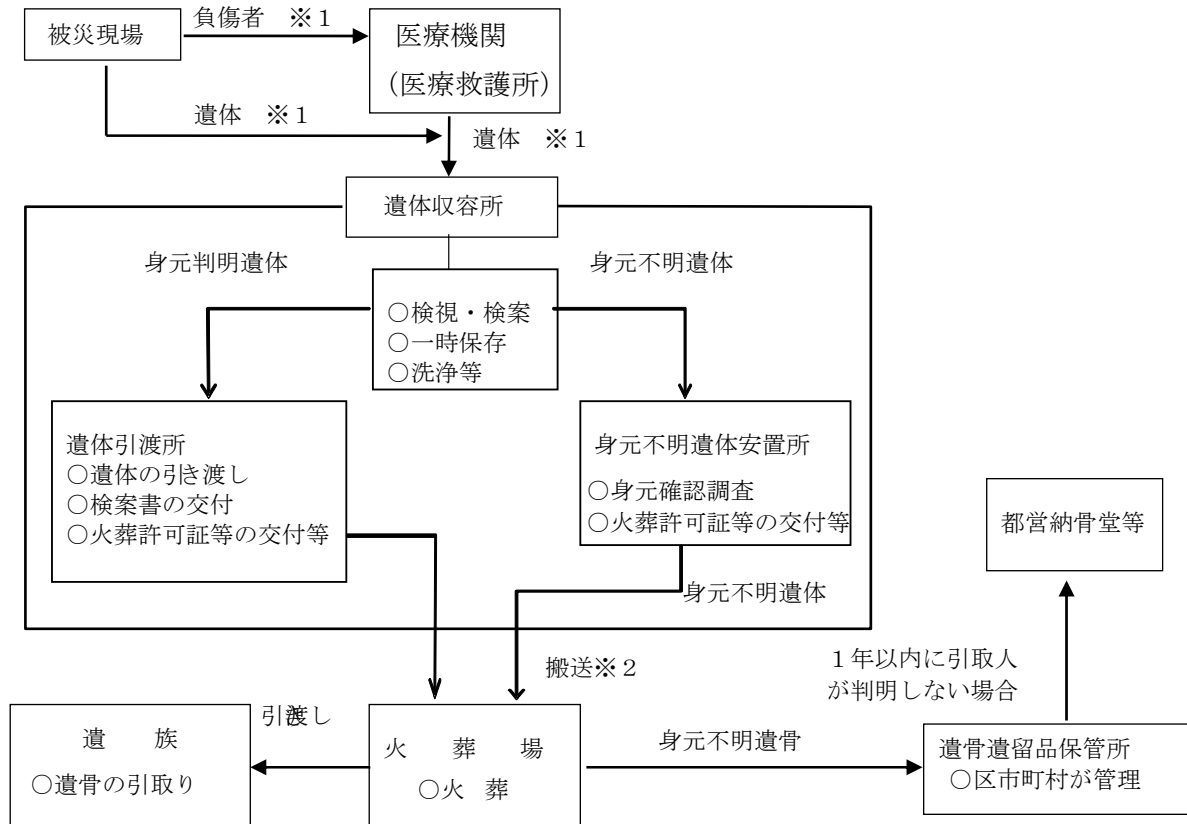 被災現場
負傷者　※１
医療機関
（医療救護所）
遺体　※１
遺体　※１
遺体収容所
身元判明遺体
身元不明遺体
○検視・検案
○一時保存
○洗浄等
遺体引渡所
○遺体の引き渡し
○検案書の交付
○火葬許可証等の交付等
身元不明遺体安置所
○身元確認調査
○火葬許可証等の交付等
都営納骨堂等
身元不明遺体
搬送※２
１年以内に引取人
が判明しない場合
遺　族
○遺骨の引取り
引き渡し
火　葬　場
○火　葬
身元不明遺骨
遺骨遺留品保管所
○区市町村が管理